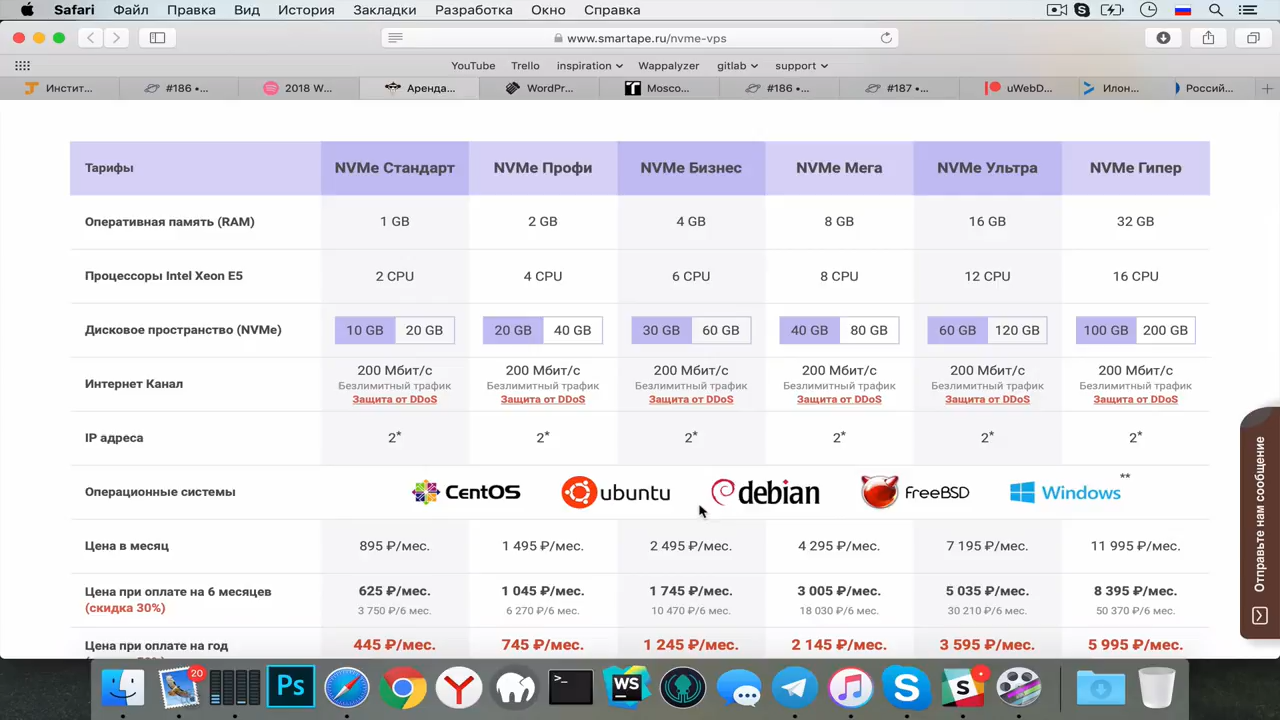 Safari Файл Правка Вид История Закладки Разработка Окно Справка
www.smartape.ru/nvme-vps
YouTube Trello inspiration Wappalyzer gitlab support
Инстит... #186 •... 2018 W... Аренда... WordPr... Mosco... #186 •... #187 •... uWebD... Илон... Россий...
Тарифы NVMe Стандарт NVMe Профи NVMe Бизнес NVMe Мега NVMe Ультра NVMe Гипер
Оперативная память (RAM) 1 GB 2 GB 4 GB 8 GB 16 GB 32 GB
Процессоры Intel Xeon E5 2 CPU 4 CPU 6 CPU 8 CPU 12 CPU 16 CPU
Дисковое пространство (NVMe) 10 GB 20 GB 20 GB 40 GB 30 GB 60 GB 40 GB 80 GB 60 GB 120 GB 100 GB 200 GB
200 Мбит/с 200 Мбит/с 200 Мбит/с 200 Мбит/с 200 Мбит/с 200 Мбит/с
Интернет Канал Безлимитный трафик Безлимитный трафик Безлимитный трафик Безлимитный трафик Безлимитный трафик Безлимитный трафик
Защита от DDoS Защита от DDoS Защита от DDoS Защита от DDoS Защита от DDoS Защита от DDoS
IP адреса 2* 2* 2* 2* 2* 2*
Операционные системы CentOS ubuntu debian FreeBSD Windows **
Цена в месяц 895 ₽/мес. 1 495 ₽/мес. 2 495 ₽/мес. 4 295 ₽/мес. 7 195 ₽/мес. 11 995 ₽/мес.
Цена при оплате на 6 месяцев 625 ₽/мес. 1 045 ₽/мес. 1 745 ₽/мес. 3 005 ₽/мес. 5 035 ₽/мес. 8 395 ₽/мес.
(скидка 30%) 3 750 ₽/6 мес. 6 270 ₽/6 мес. 10 470 ₽/6 мес. 18 030 ₽/6 мес. 30 210 ₽/6 мес. 50 370 ₽/6 мес.
Цена при оплате на год 445 ₽/мес. 745 ₽/мес. 1 245 ₽/мес. 2 145 ₽/мес. 3 595 ₽/мес. 5 995 ₽/мес.
Отправьте нам сообщение
20 Ps WS S S